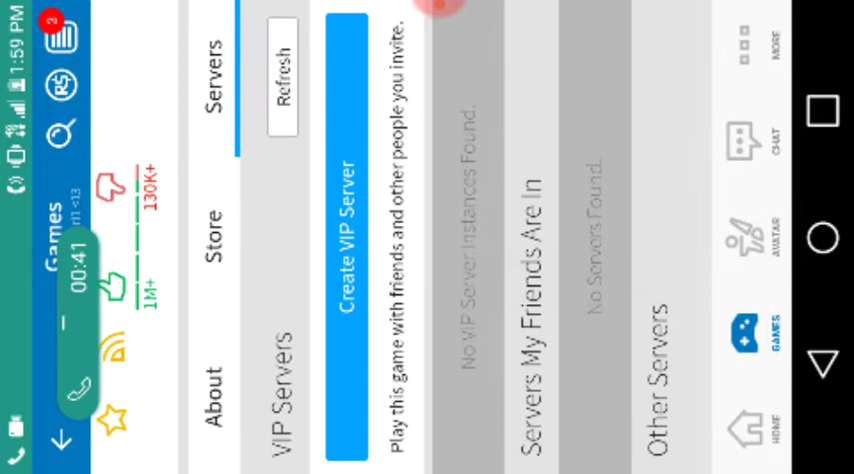 1:59 PM
3
R$
Games
<13
00:41
1M+
130K+
About
Store
Servers
VIP Servers
Refresh
Create VIP Server
Play this game with friends and other people you invite.
No VIP Server Instances Found.
Servers My Friends Are In
No Servers Found.
Other Servers
HOME
GAMES
AVATAR
CHAT
MORE